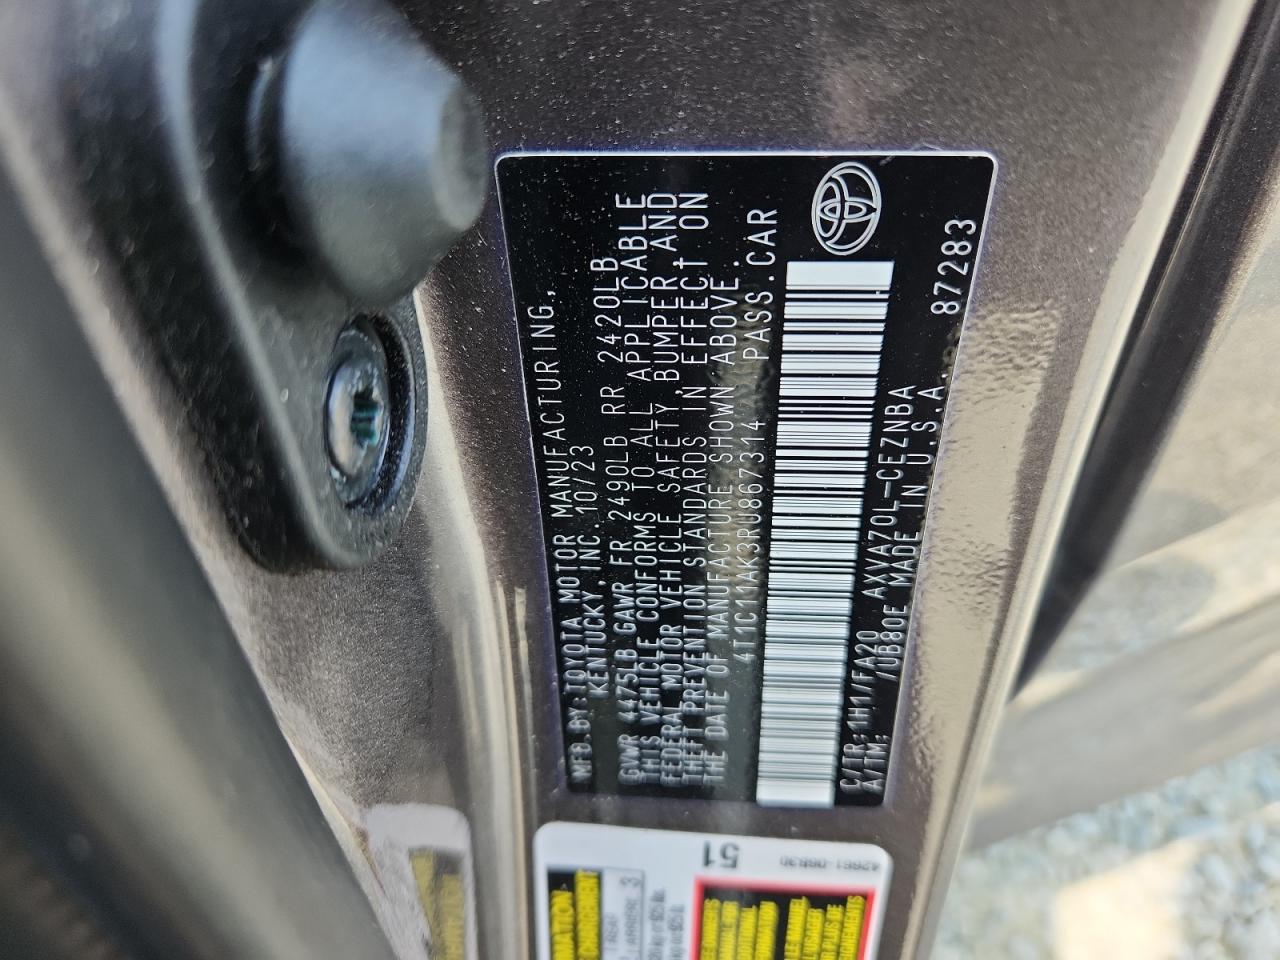 MFD.BY:TOYOTA MOTOR MANUFACTURING,
KENTUCKY INC. 10/23
GVWR 4475LB GAWR FR 2490LB RR 2420LB
THIS VEHICLE CONFORMS TO ALL APPLICABLE
FEDERAL MOTOR VEHICLE SAFETY, BUMPER, AND
THEFT PREVENTION STANDARDS IN EFFECT ON
THE DATE OF MANUFACTURE SHOWN ABOVE.
4T1C11AK3RU867314 PASS.CAR
C/TR:1H1/FA20 AXVA70L-CEZNBA
A/TM: /UB80E MADE IN U.S.A.
87283
51